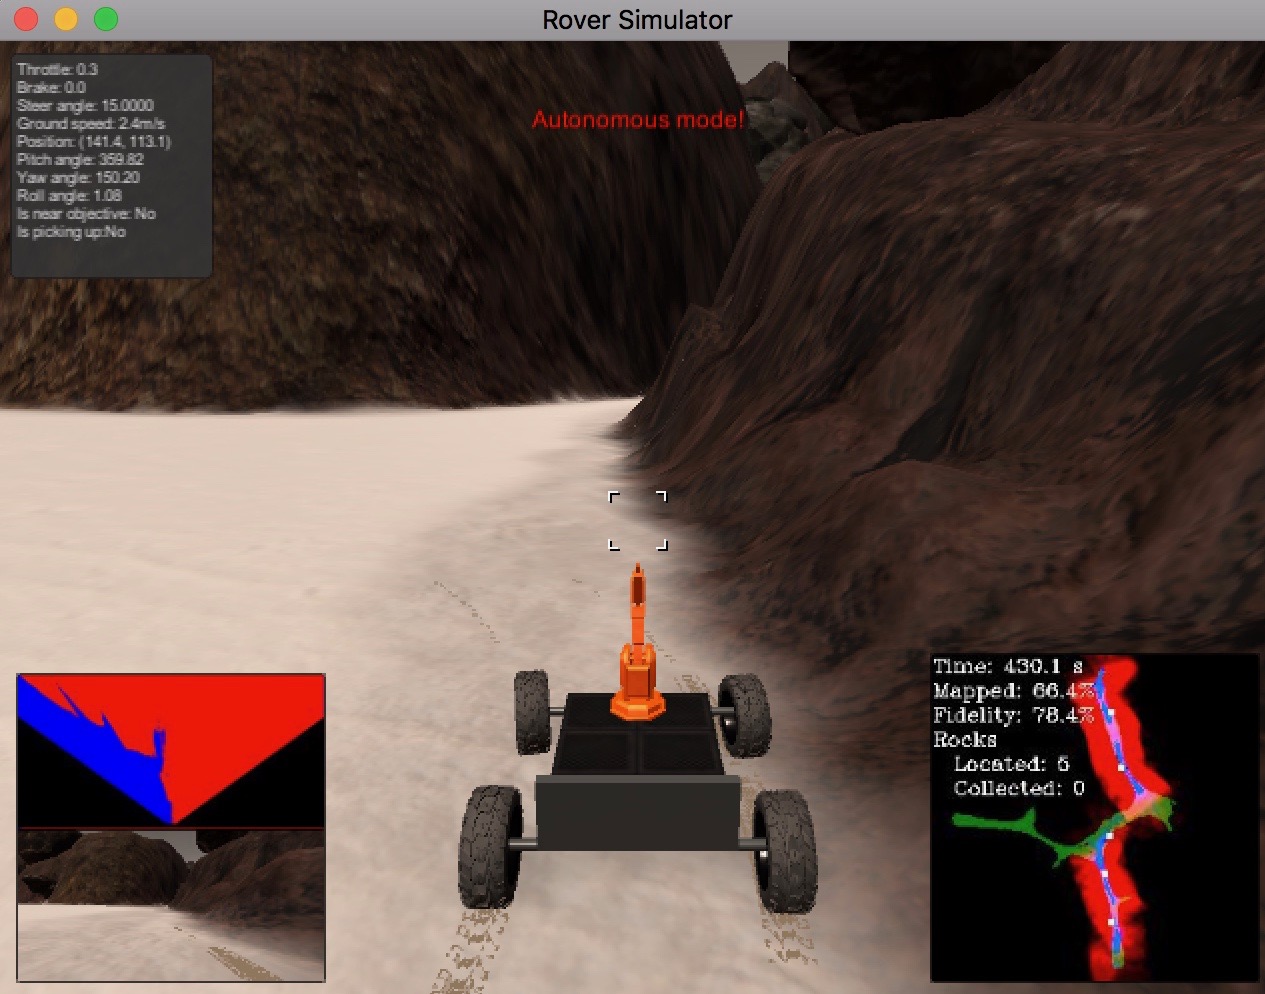 Rover Simulator
Throttle: 0.3
Brake: 0.0
Steer angle: 15.0000
Ground speed: 2.4m/s
Position: (141.4, 113.1)
Pitch angle: 359.82
Yaw angle: 150.20
Roll angle: 1.08
Is near objective: No
Is picking up:No
Autonomous mode!
Time: 430.1 s
Mapped: 66.4%
Fidelity: 78.4%
Rocks
Located: 5
Collected: 0